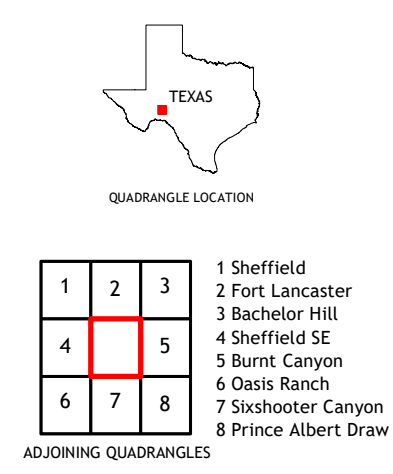 TEXAS
QUADRANGLE LOCATION
1 2 3
4 5
6 7 8
1 Sheffield
2 Fort Lancaster
3 Bachelor Hill
4 Sheffield SE
5 Burnt Canyon
6 Oasis Ranch
7 Sixshooter Canyon
8 Prince Albert Draw
ADJOINING QUADRANGLES